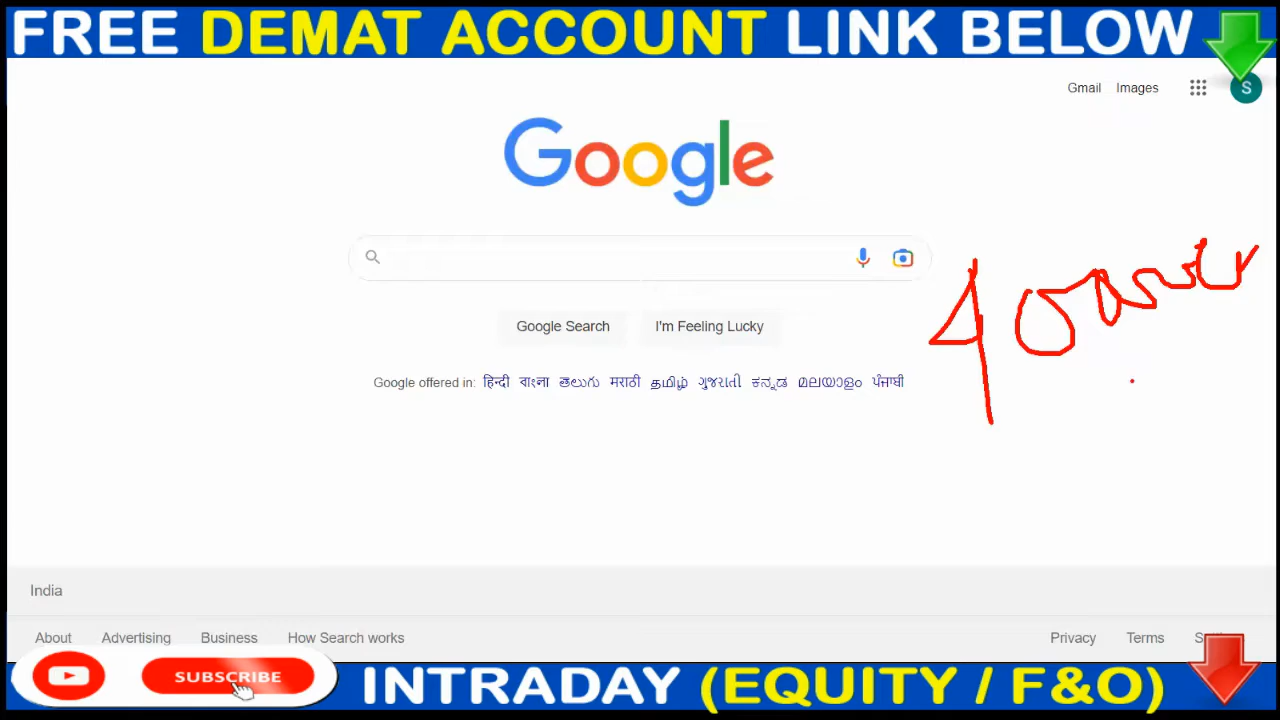 FREE DEMAT ACCOUNT LINK BELOW
Gmail Images S
Google
Google Search I'm Feeling Lucky
Google offered in: हिन्दी বাংলা తెలుగు मराठी தமிழ் ગુજરાતી ಕನ್ನಡ മലയാളം ਪੰਜਾਬੀ
India
About Advertising Business How Search works Privacy Terms
SUBSCRIBE
INTRADAY (EQUITY / F&O)